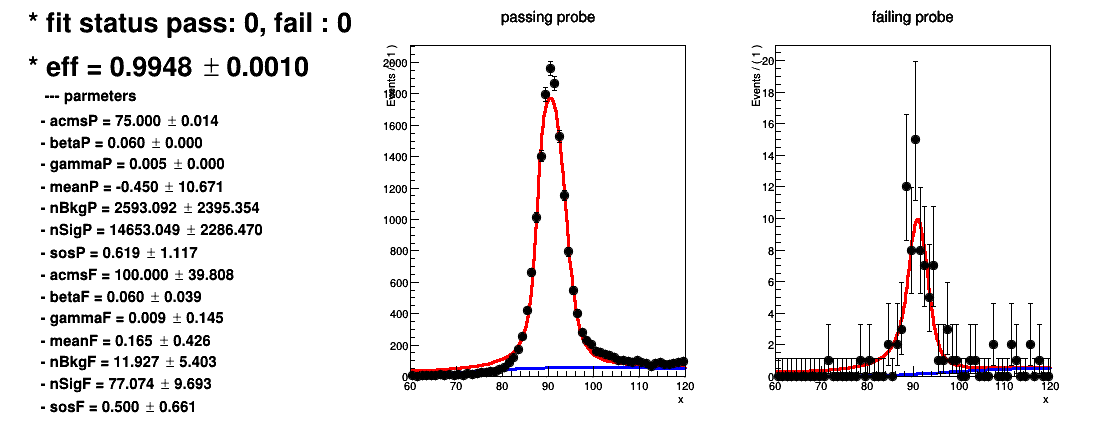 * fit status pass: 0, fail : 0
* eff = 0.9948 ± 0.0010
--- parmeters
- acmsP = 75.000 ± 0.014
- betaP = 0.060 ± 0.000
- gammaP = 0.005 ± 0.000
- meanP = -0.450 ± 10.671
- nBkgP = 2593.092 ± 2395.354
- nSigP = 14653.049 ± 2286.470
- sosP = 0.619 ± 1.117
- acmsF = 100.000 ± 39.808
- betaF = 0.060 ± 0.039
- gammaF = 0.009 ± 0.145
- meanF = 0.165 ± 0.426
- nBkgF = 11.927 ± 5.403
- nSigF = 77.074 ± 9.693
- sosF = 0.500 ± 0.661
passing probe
Events / ( 1 )
2000
1800
1600
1400
1200
1000
800
600
400
200
0
60 70 80 90 100 110 120
x
failing probe
Events / ( 1 )
20
18
16
14
12
10
8
6
4
2
0
60 70 80 90 100 110 120
x